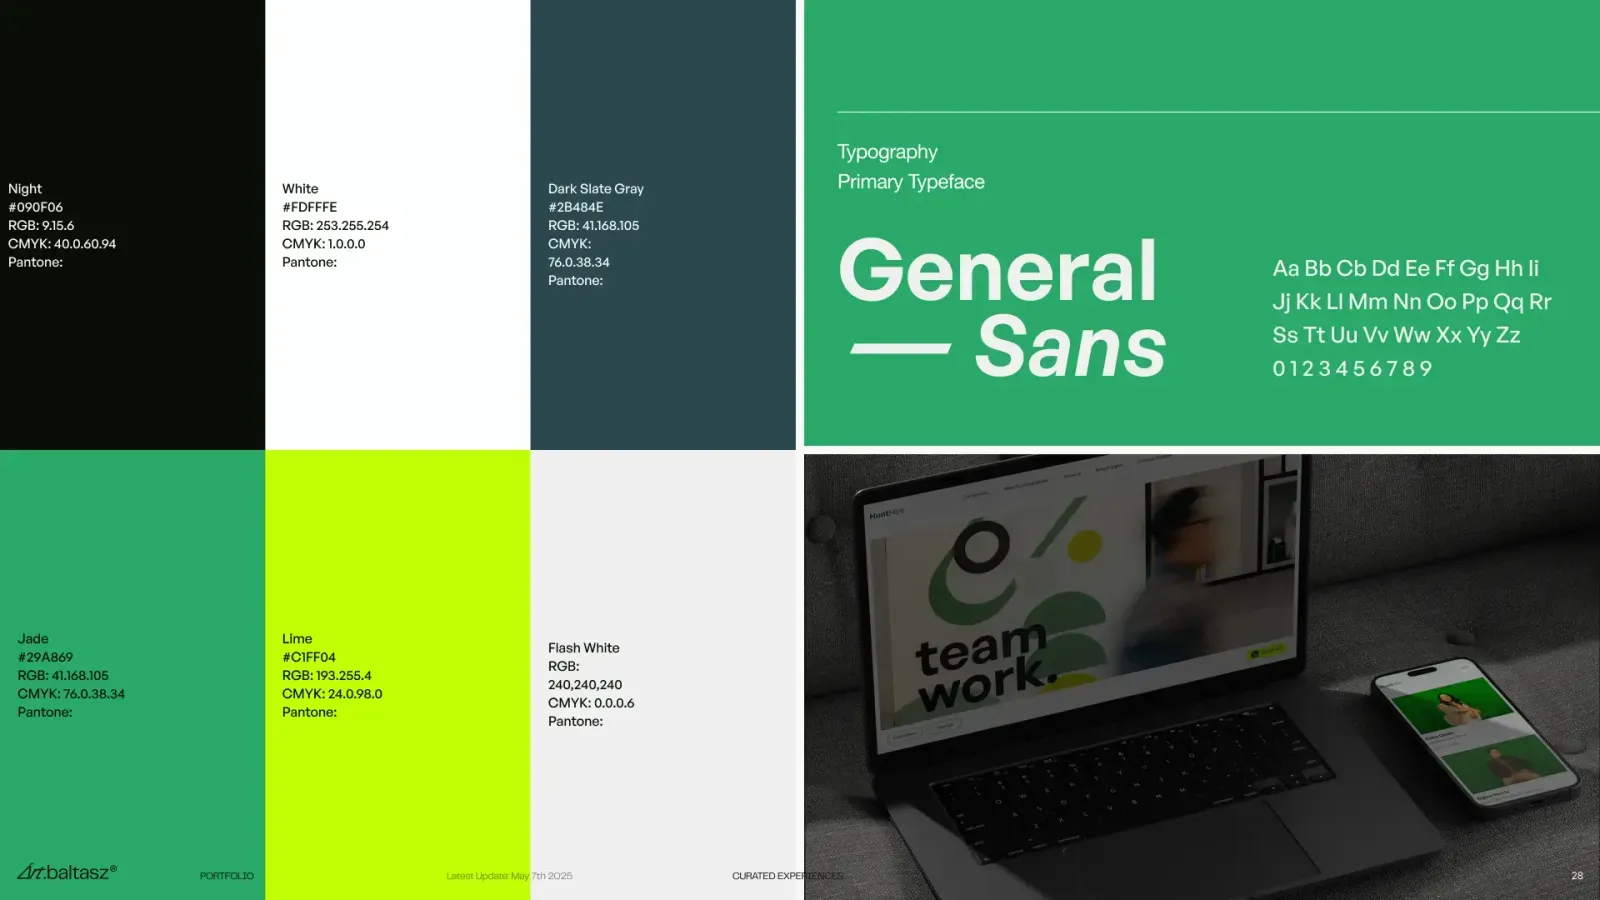 Night
#090F06
RGB: 9.15.6
CMYK: 40.0.60.94
Pantone:
White
#FDFFFE
RGB: 253.255.254
CMYK: 1.0.0.0
Pantone:
Dark Slate Gray
#2B484E
RGB: 41.168.105
CMYK:
76.0.38.34
Pantone:
Jade
#29A869
RGB: 41.168.105
CMYK: 76.0.38.34
Pantone:
Lime
#C1FF04
RGB: 193.255.4
CMYK: 24.0.98.0
Pantone:
Flash White
RGB:
240,240,240
CMYK: 0.0.0.6
Pantone:
Typography
Primary Typeface
General
— Sans
Aa Bb Cb Dd Ee Ff Gg Hh Ii
Jj Kk Ll Mm Nn Oo Pp Qq Rr
Ss Tt Uu Vv Ww Xx Yy Zz
0 1 2 3 4 5 6 7 8 9
team
work.
Art.baltasz®
PORTFOLIO
Latest Update: May 7th 2025
CURATED EXPERIENCES
28